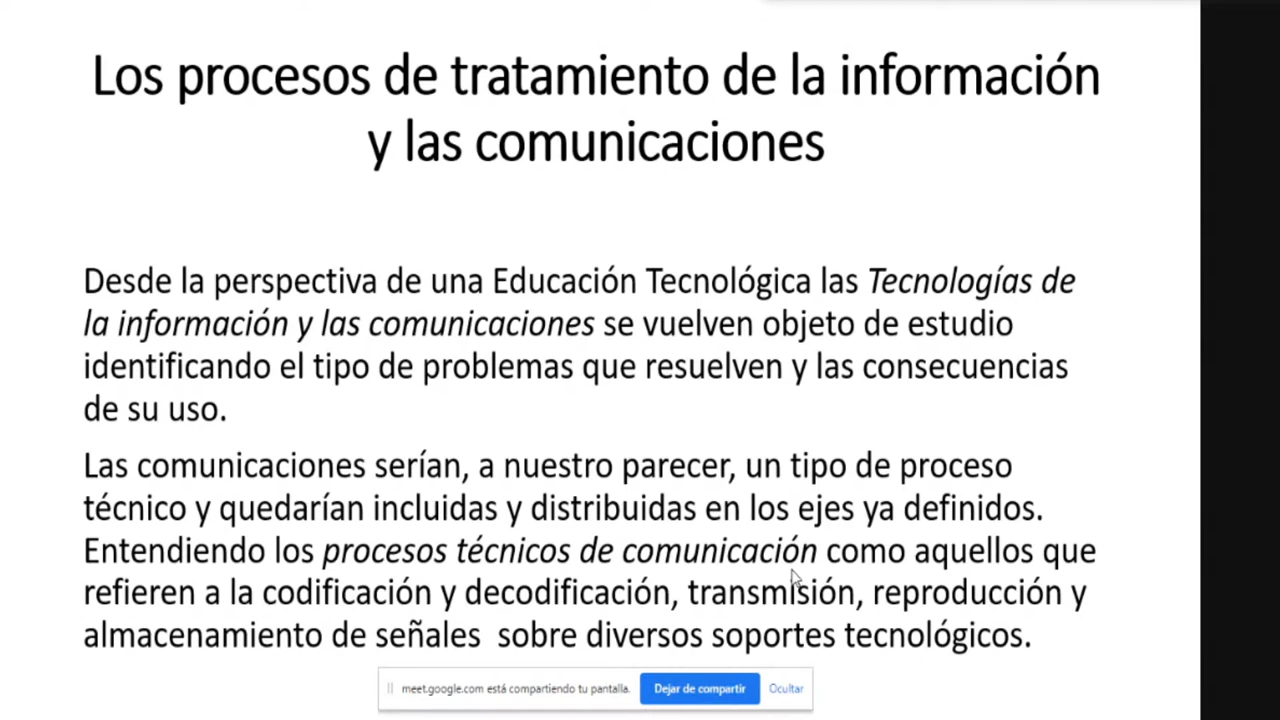 Los procesos de tratamiento de la información
y las comunicaciones
Desde la perspectiva de una Educación Tecnológica las Tecnologías de
la información y las comunicaciones se vuelven objeto de estudio
identificando el tipo de problemas que resuelven y las consecuencias
de su uso.
Las comunicaciones serían, a nuestro parecer, un tipo de proceso
técnico y quedarían incluidas y distribuidas en los ejes ya definidos.
Entendiendo los procesos técnicos de comunicación como aquellos que
refieren a la codificación y decodificación, transmisión, reproducción y
almacenamiento de señales  sobre diversos soportes tecnológicos.
meet.google.com está compartiendo tu pantalla. Dejar de compartir Ocultar